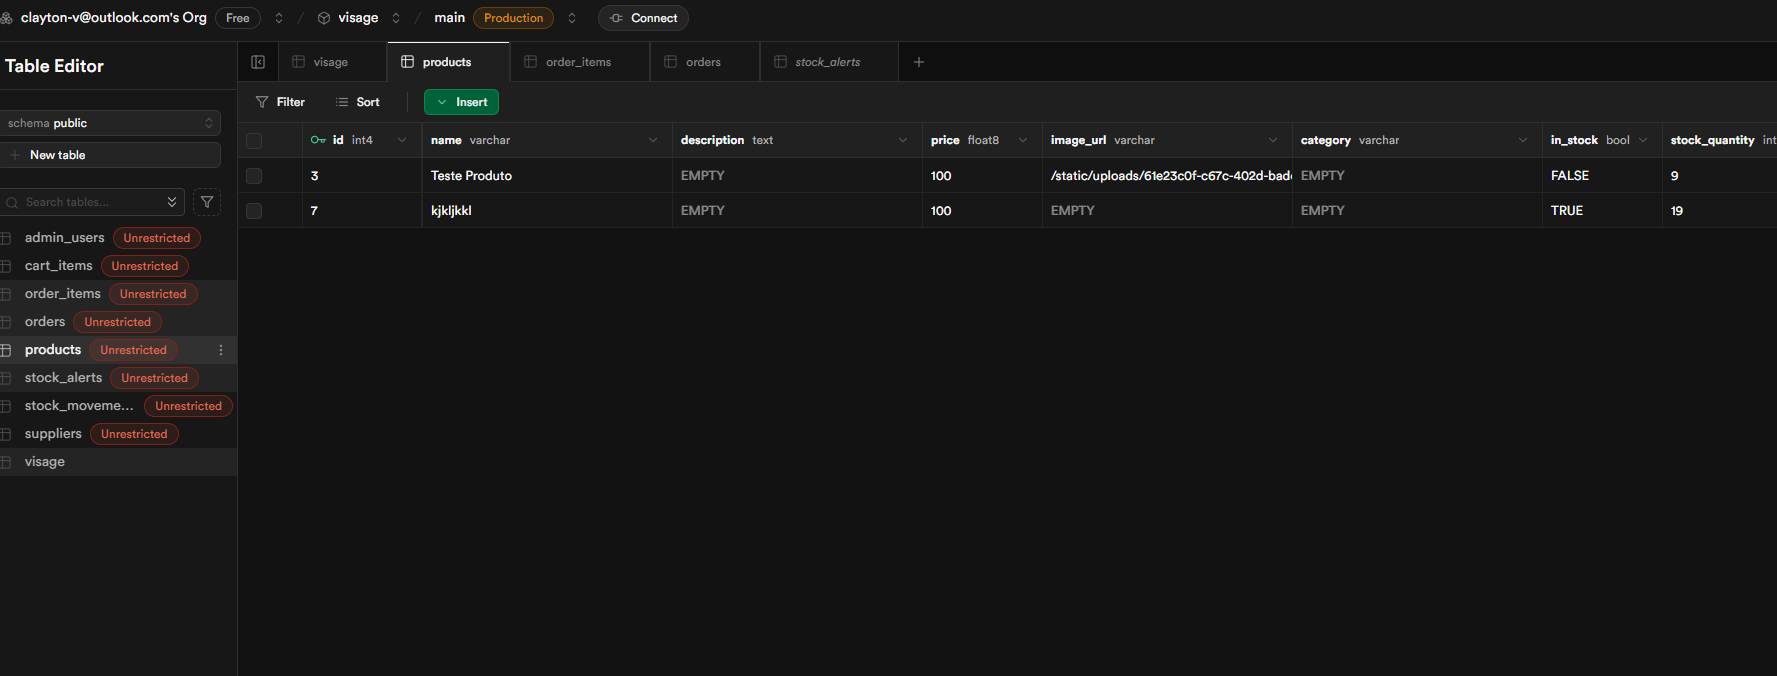 clayton-v@outlook.com's Org Free / visage / main Production Connect
Table Editor
visage products order_items orders stock_alerts +
Filter Sort Insert
schema public
New table
Search tables...
admin_users Unrestricted
cart_items Unrestricted
order_items Unrestricted
orders Unrestricted
products Unrestricted
stock_alerts Unrestricted
stock_moveme... Unrestricted
suppliers Unrestricted
visage
id int4 name varchar description text price float8 image_url varchar category varchar in_stock bool stock_quantity int
3 Teste Produto EMPTY 100 /static/uploads/61e23c0f-c67c-402d-bad EMPTY FALSE 9
7 kjkljkkl EMPTY 100 EMPTY EMPTY TRUE 19